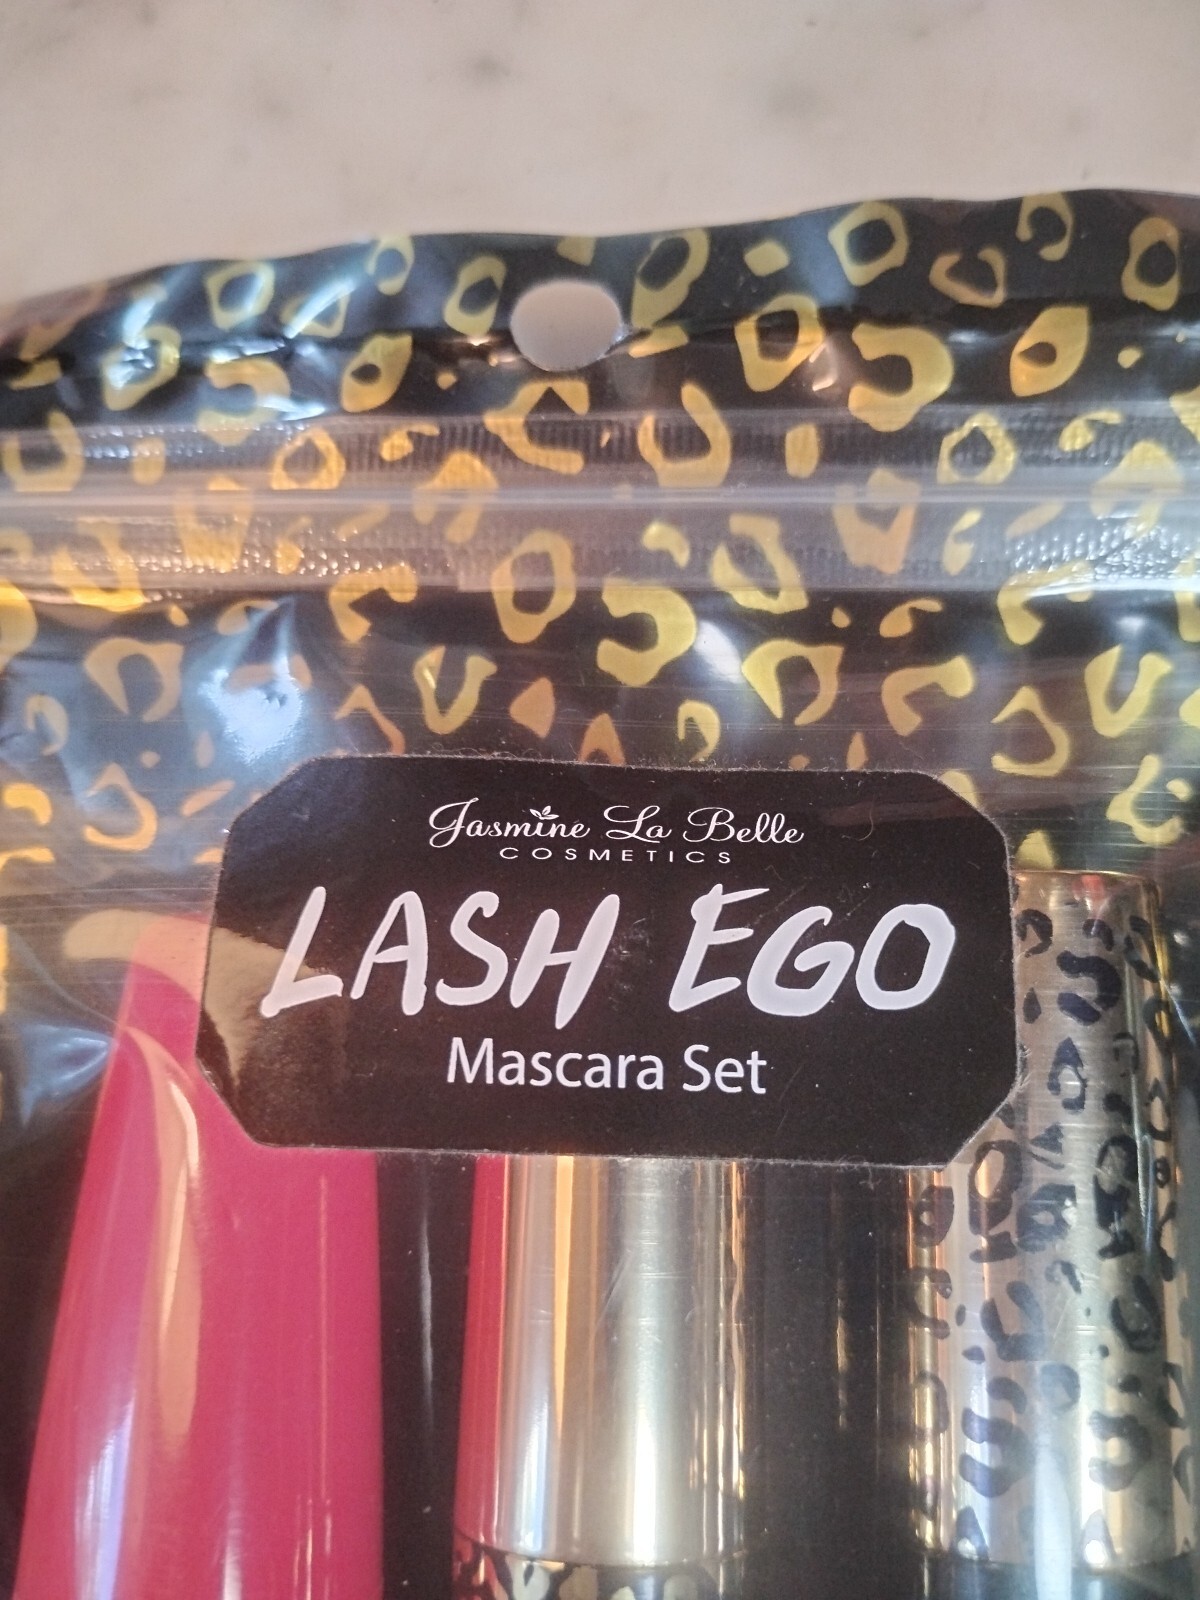 Jasmine La Belle
COSMETICS
LASH EGO
Mascara Set